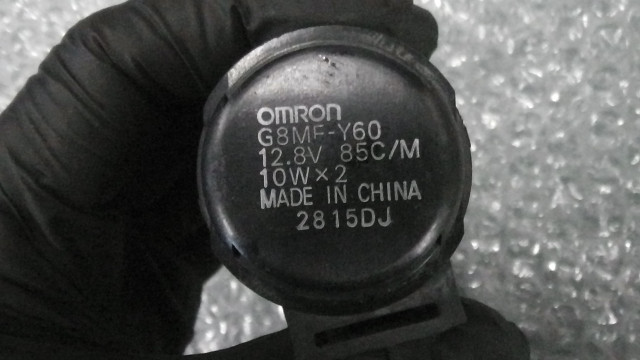 OMRON
G8MF-Y60
12.8V 85C/M
10W×2
MADE IN CHINA
2815DJ